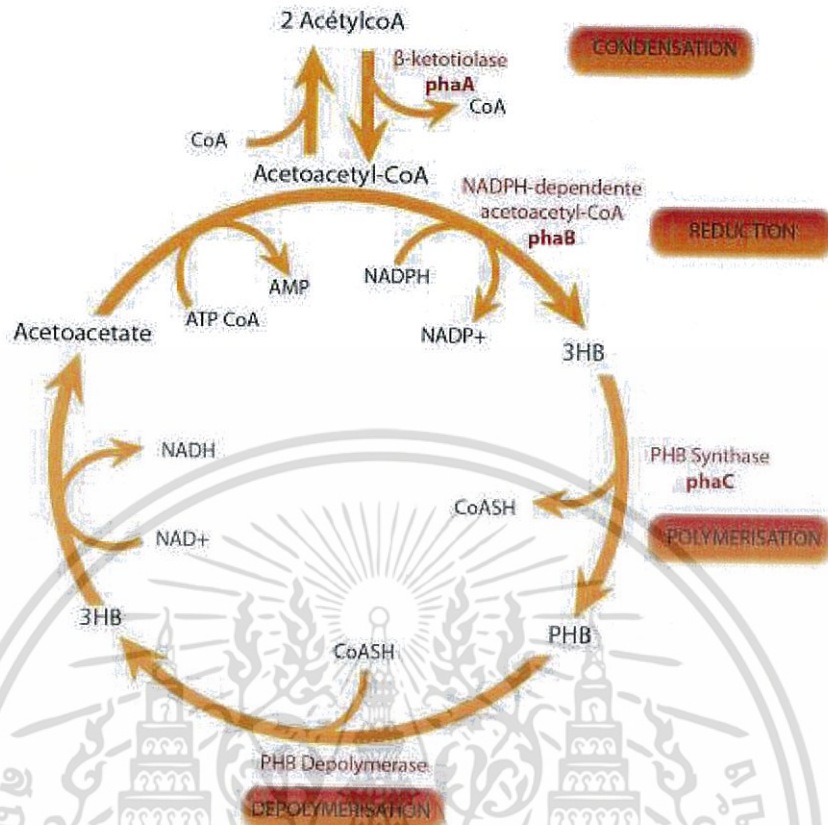 2 AcétylcoA
CONDENSATION
β-ketotiolase
phaA
CoA
CoA
Acetoacetyl-CoA
NADPH-dependente
acetoacetyl-CoA
phaB
REDUCTION
AMP
NADPH
ATP CoA
NADP+
Acetoacetate
3HB
NADH
PHB Synthase
phaC
CoASH
NAD+
POLYMERISATION
3HB
PHB
CoASH
PHB Depolymerase
DEPOLYMERISATION